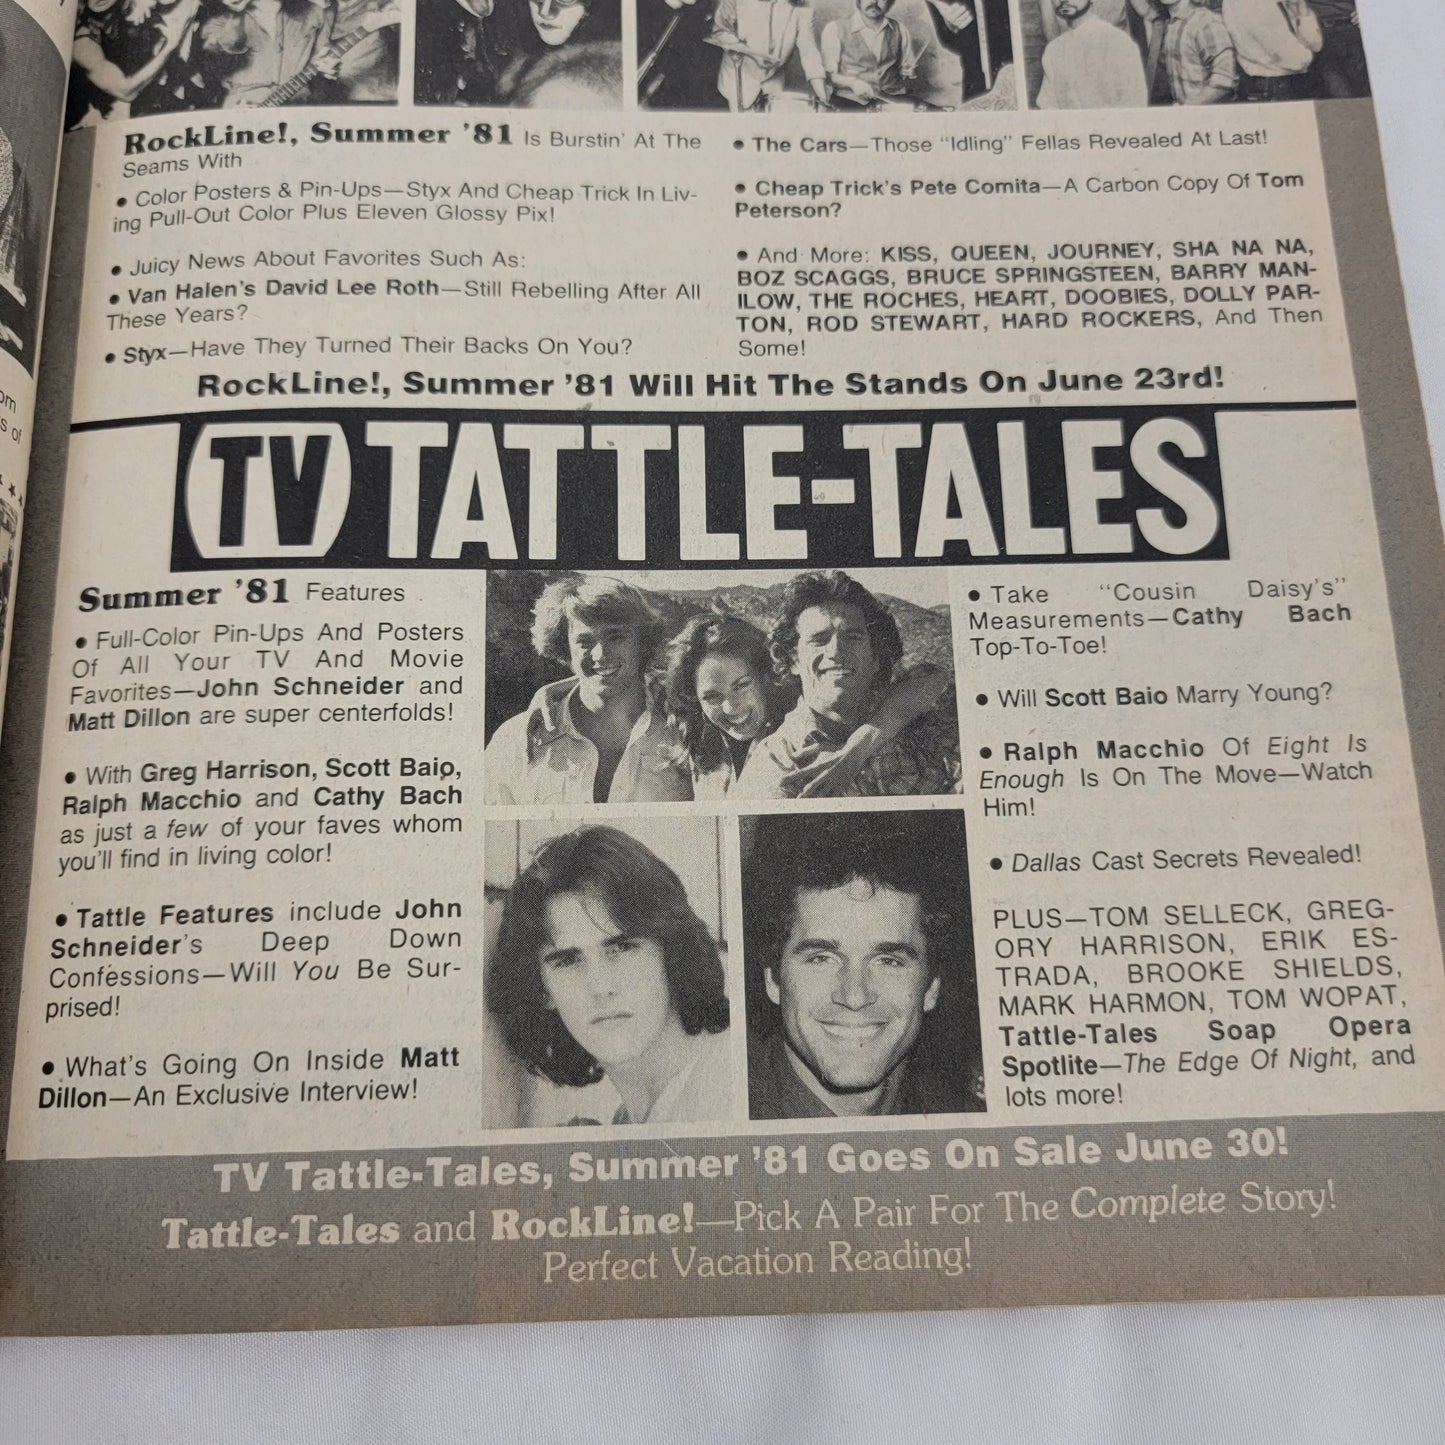 RockLine!, Summer '81 Is Burstin' At The
Seams With
• Color Posters & Pin-Ups—Styx And Cheap Trick In Liv-
ing Pull-Out Color Plus Eleven Glossy Pix!
• Juicy News About Favorites Such As:
• Van Halen's David Lee Roth—Still Rebelling After All
These Years?
• Styx—Have They Turned Their Backs On You?
• The Cars—Those "Idling" Fellas Revealed At Last!
• Cheap Trick's Pete Comita—A Carbon Copy Of Tom
Peterson?
• And More: KISS, QUEEN, JOURNEY, SHA NA NA,
BOZ SCAGGS, BRUCE SPRINGSTEEN, BARRY MAN-
ILOW, THE ROCHES, HEART, DOOBIES, DOLLY PAR-
TON, ROD STEWART, HARD ROCKERS, And Then
Some!
RockLine!, Summer '81 Will Hit The Stands On June 23rd!
TV TATTLE-TALES
Summer '81 Features
• Full-Color Pin-Ups And Posters
Of All Your TV And Movie
Favorites—John Schneider and
Matt Dillon are super centerfolds!
• With Greg Harrison, Scott Baio,
Ralph Macchio and Cathy Bach
as just a few of your faves whom
you'll find in living color!
• Tattle Features include John
Schneider's Deep Down
Confessions—Will You Be Sur-
prised!
• What's Going On Inside Matt
Dillon—An Exclusive Interview!
• Take "Cousin Daisy's"
Measurements—Cathy Bach
Top-To-Toe!
• Will Scott Baio Marry Young?
• Ralph Macchio Of Eight Is
Enough Is On The Move—Watch
Him!
• Dallas Cast Secrets Revealed!
PLUS—TOM SELLECK, GREG-
ORY HARRISON, ERIK ES-
TRADA, BROOKE SHIELDS,
MARK HARMON, TOM WOPAT,
Tattle-Tales Soap Opera
Spotlite—The Edge Of Night, and
lots more!
TV Tattle-Tales, Summer '81 Goes On Sale June 30!
Tattle-Tales and RockLine!—Pick A Pair For The Complete Story!
Perfect Vacation Reading!